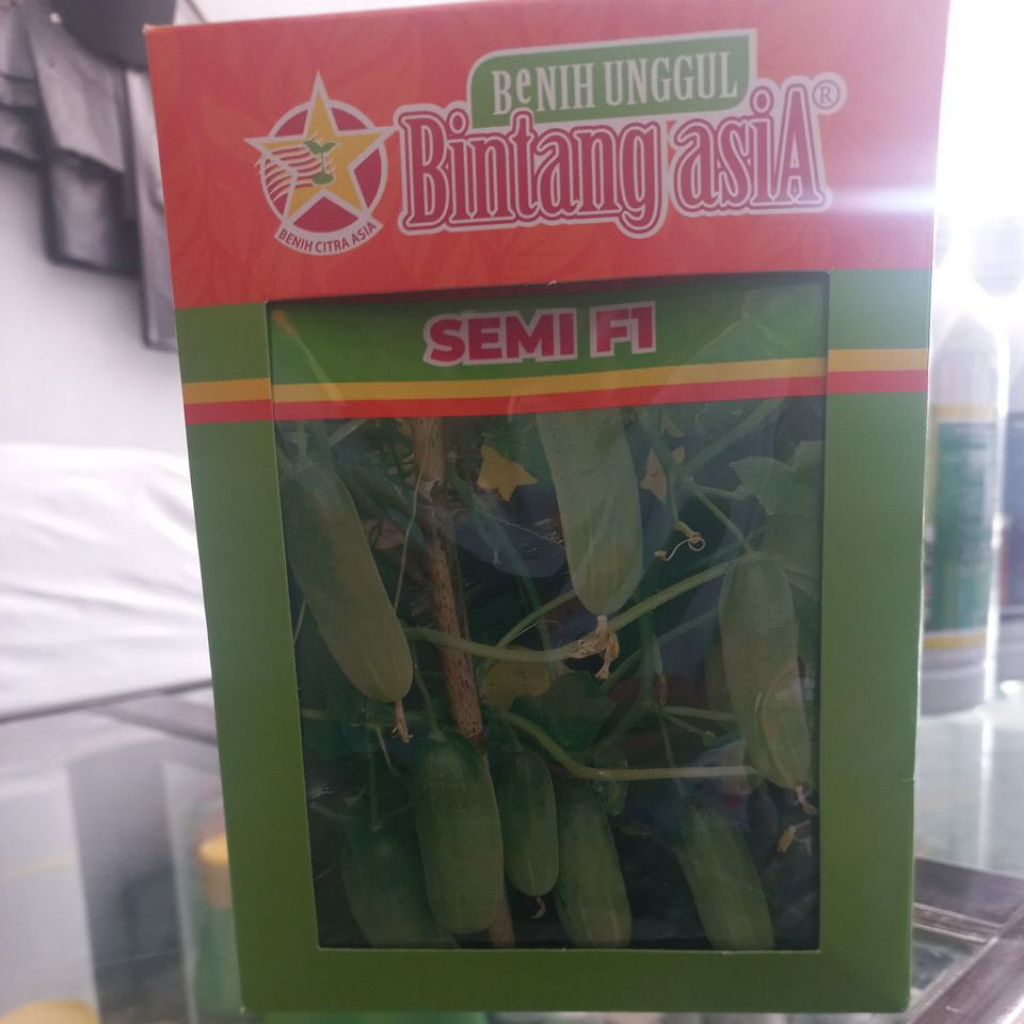 BeNIH UNGGUL
Bintang asiA®
BENIH CITRA ASIA
SEMI F1